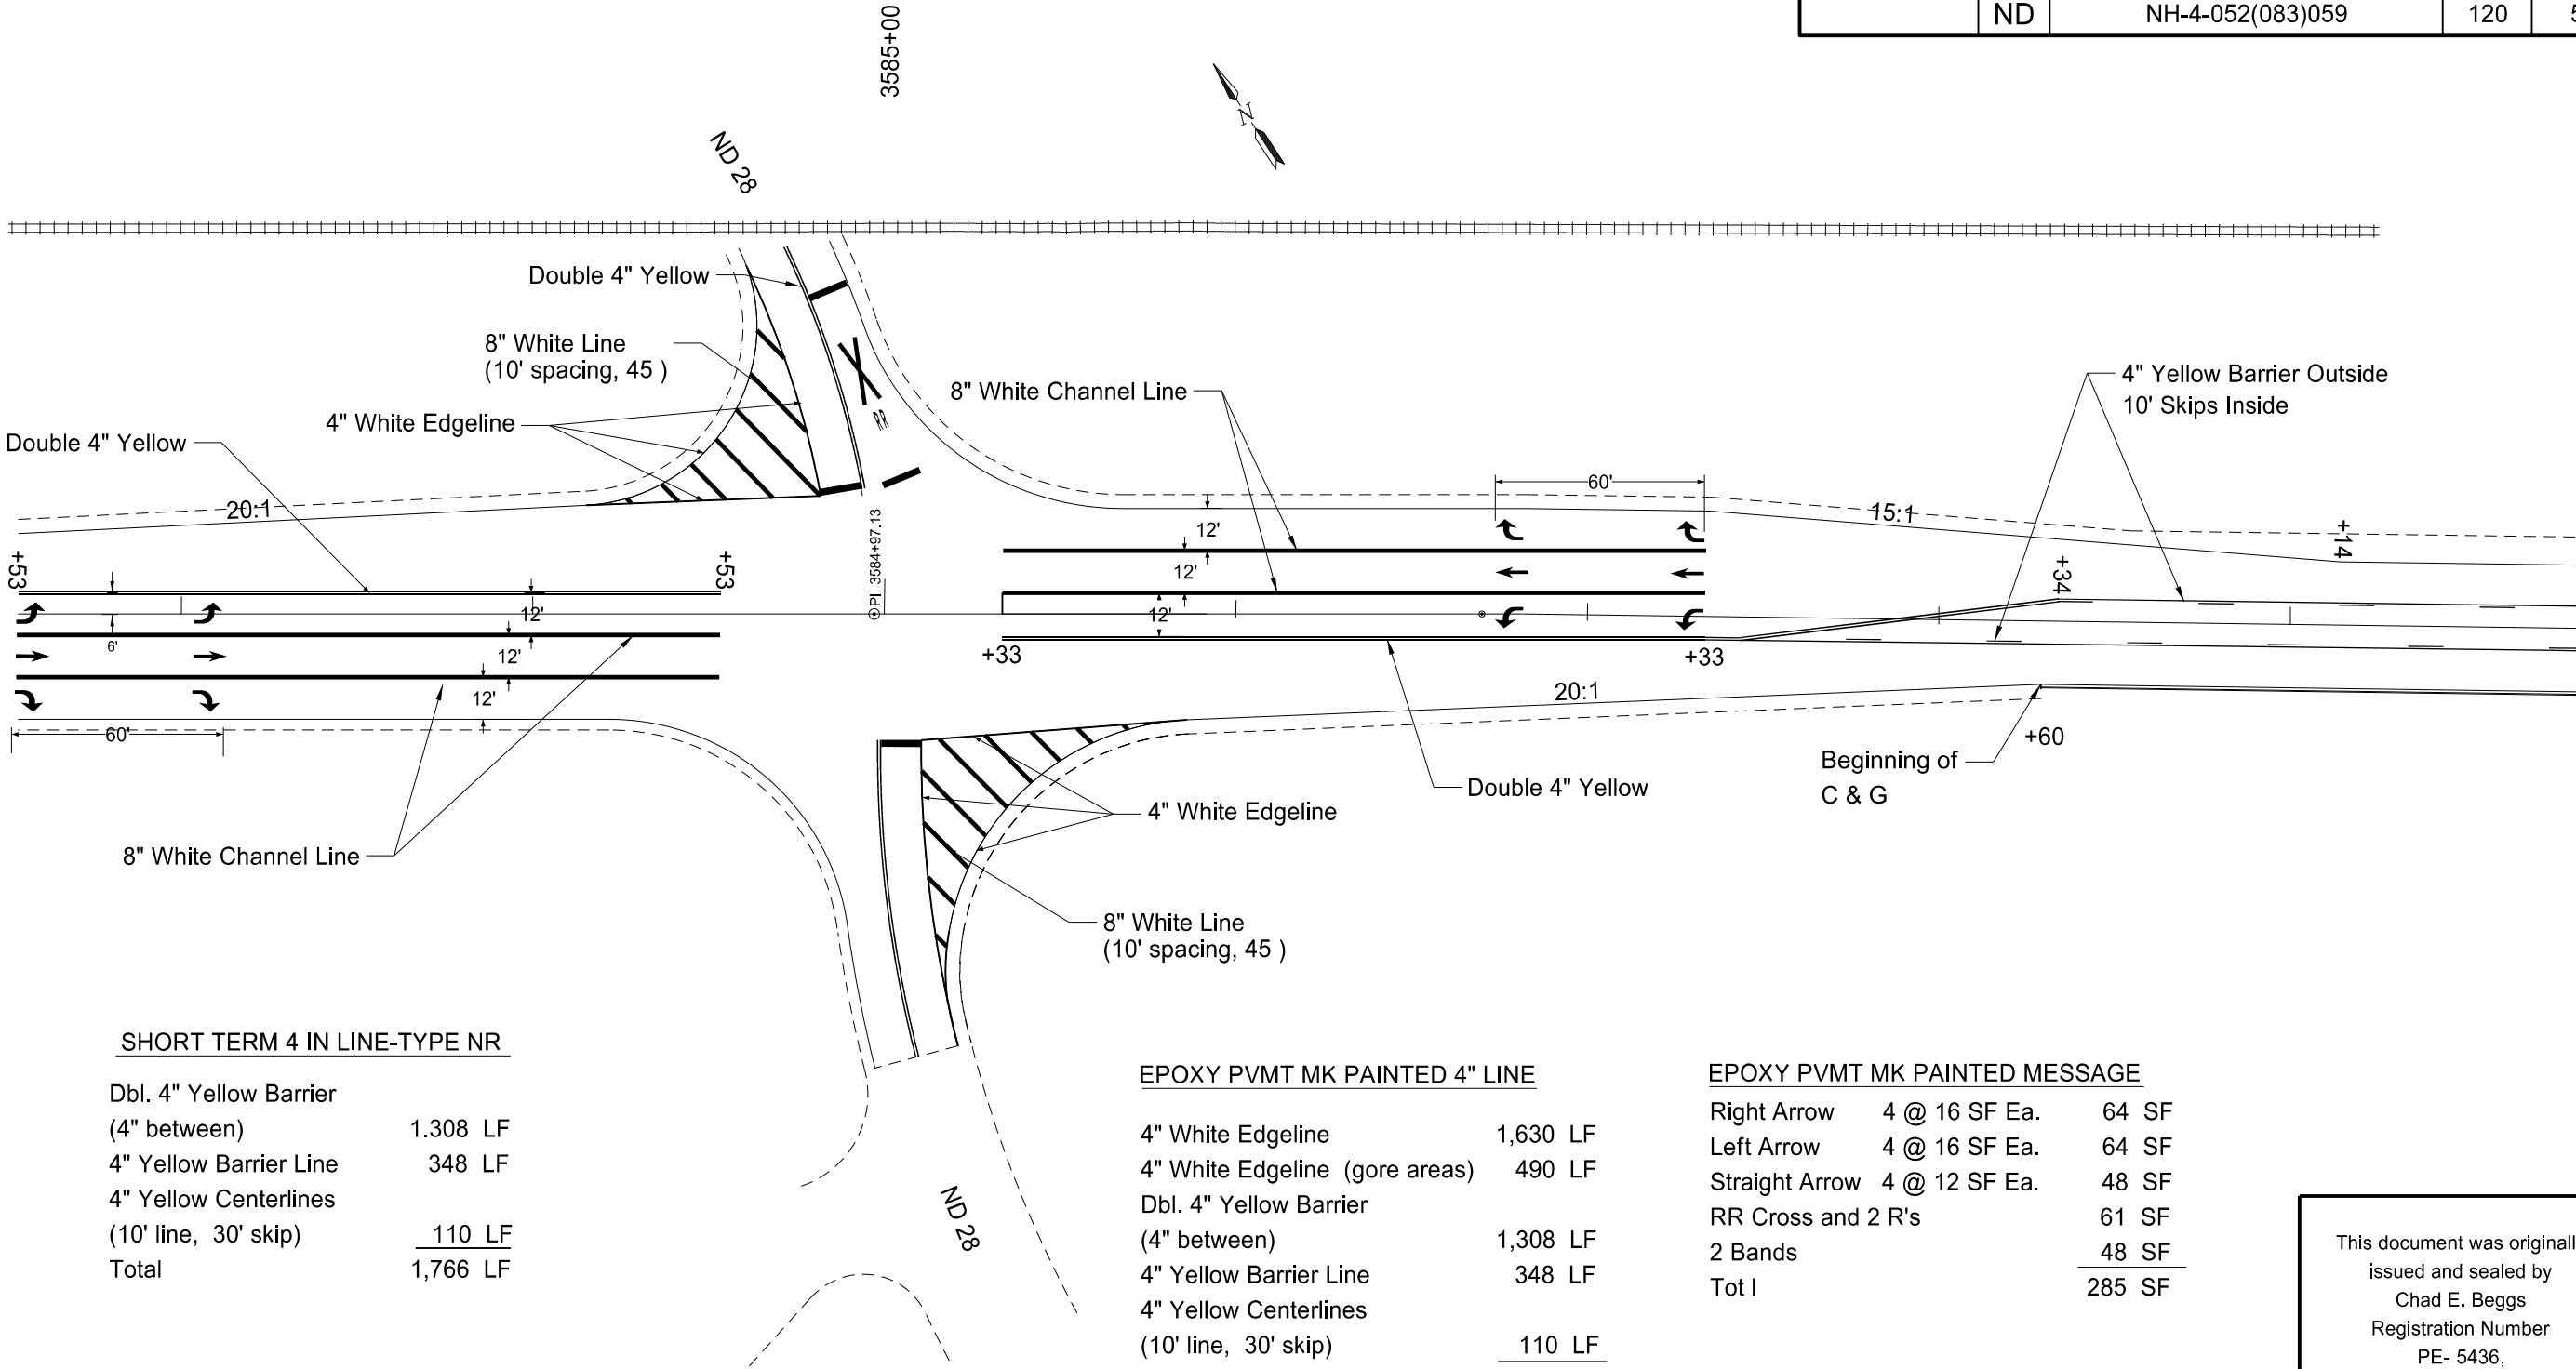 ND NH-4-052(083)059 120 5
3585+00
N
ND 28
Double 4" Yellow
8" White Line
(10' spacing, 45 )
4" White Edgeline
Double 4" Yellow
RR
8" White Channel Line
4" Yellow Barrier Outside
10' Skips Inside
20:1
60'
15:1
12'
12'
12'
+53
+53
12'
6'
12'
12'
60'
PI 3584+97.13
+14
+34
+33
+33
20:1
+60
Beginning of
C & G
Double 4" Yellow
4" White Edgeline
8" White Channel Line
8" White Line
(10' spacing, 45 )
ND 28
SHORT TERM 4 IN LINE-TYPE NR
Dbl. 4" Yellow Barrier
(4" between) 1.308 LF
4" Yellow Barrier Line 348 LF
4" Yellow Centerlines
(10' line, 30' skip) 110 LF
Total 1,766 LF
EPOXY PVMT MK PAINTED 4" LINE
4" White Edgeline 1,630 LF
4" White Edgeline (gore areas) 490 LF
Dbl. 4" Yellow Barrier
(4" between) 1,308 LF
4" Yellow Barrier Line 348 LF
4" Yellow Centerlines
(10' line, 30' skip) 110 LF
EPOXY PVMT MK PAINTED MESSAGE
Right Arrow 4 @ 16 SF Ea. 64 SF
Left Arrow 4 @ 16 SF Ea. 64 SF
Straight Arrow 4 @ 12 SF Ea. 48 SF
RR Cross and 2 R's 61 SF
2 Bands 48 SF
Tot l 285 SF
This document was originall
issued and sealed by
Chad E. Beggs
Registration Number
PE- 5436,